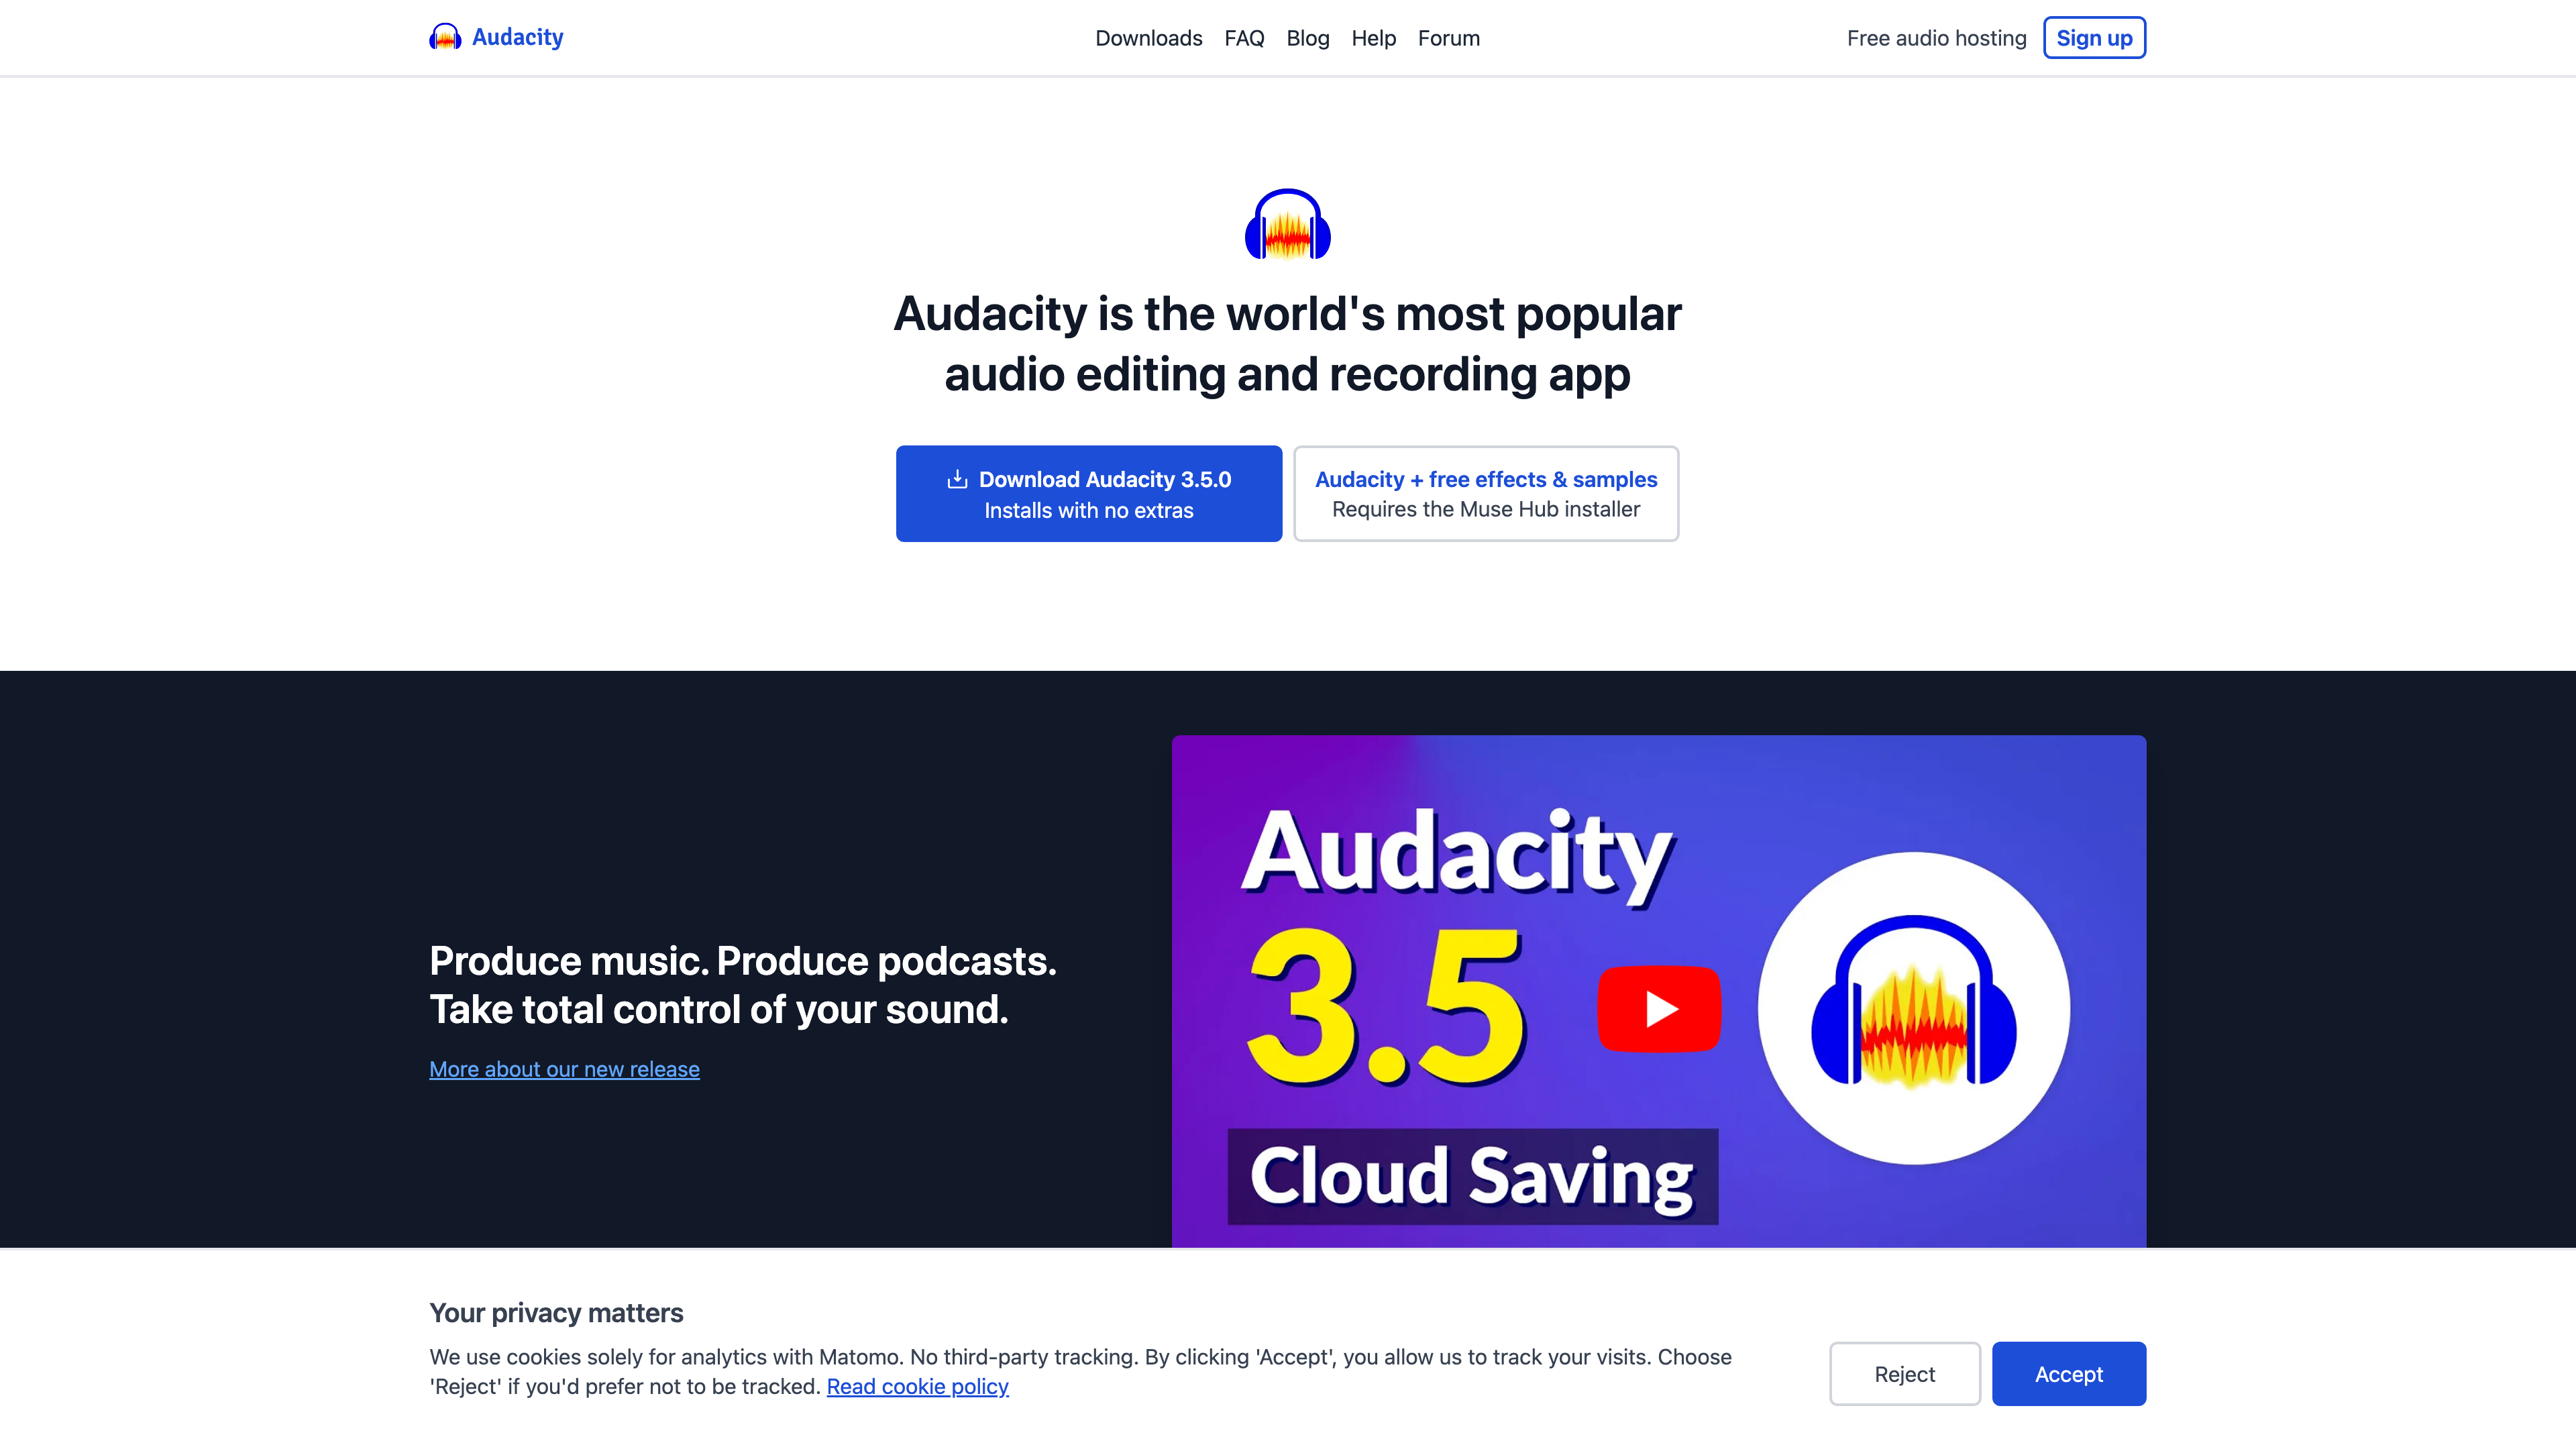 Audacity
Downloads FAQ Blog Help Forum
Free audio hosting Sign up
Audacity is the world's most popular
audio editing and recording app
Download Audacity 3.5.0
Installs with no extras
Audacity + free effects & samples
Requires the Muse Hub installer
Produce music. Produce podcasts.
Take total control of your sound.
More about our new release
Audacity
3.5
Cloud Saving
Your privacy matters
We use cookies solely for analytics with Matomo. No third-party tracking. By clicking 'Accept', you allow us to track your visits. Choose
'Reject' if you'd prefer not to be tracked. Read cookie policy
Reject
Accept